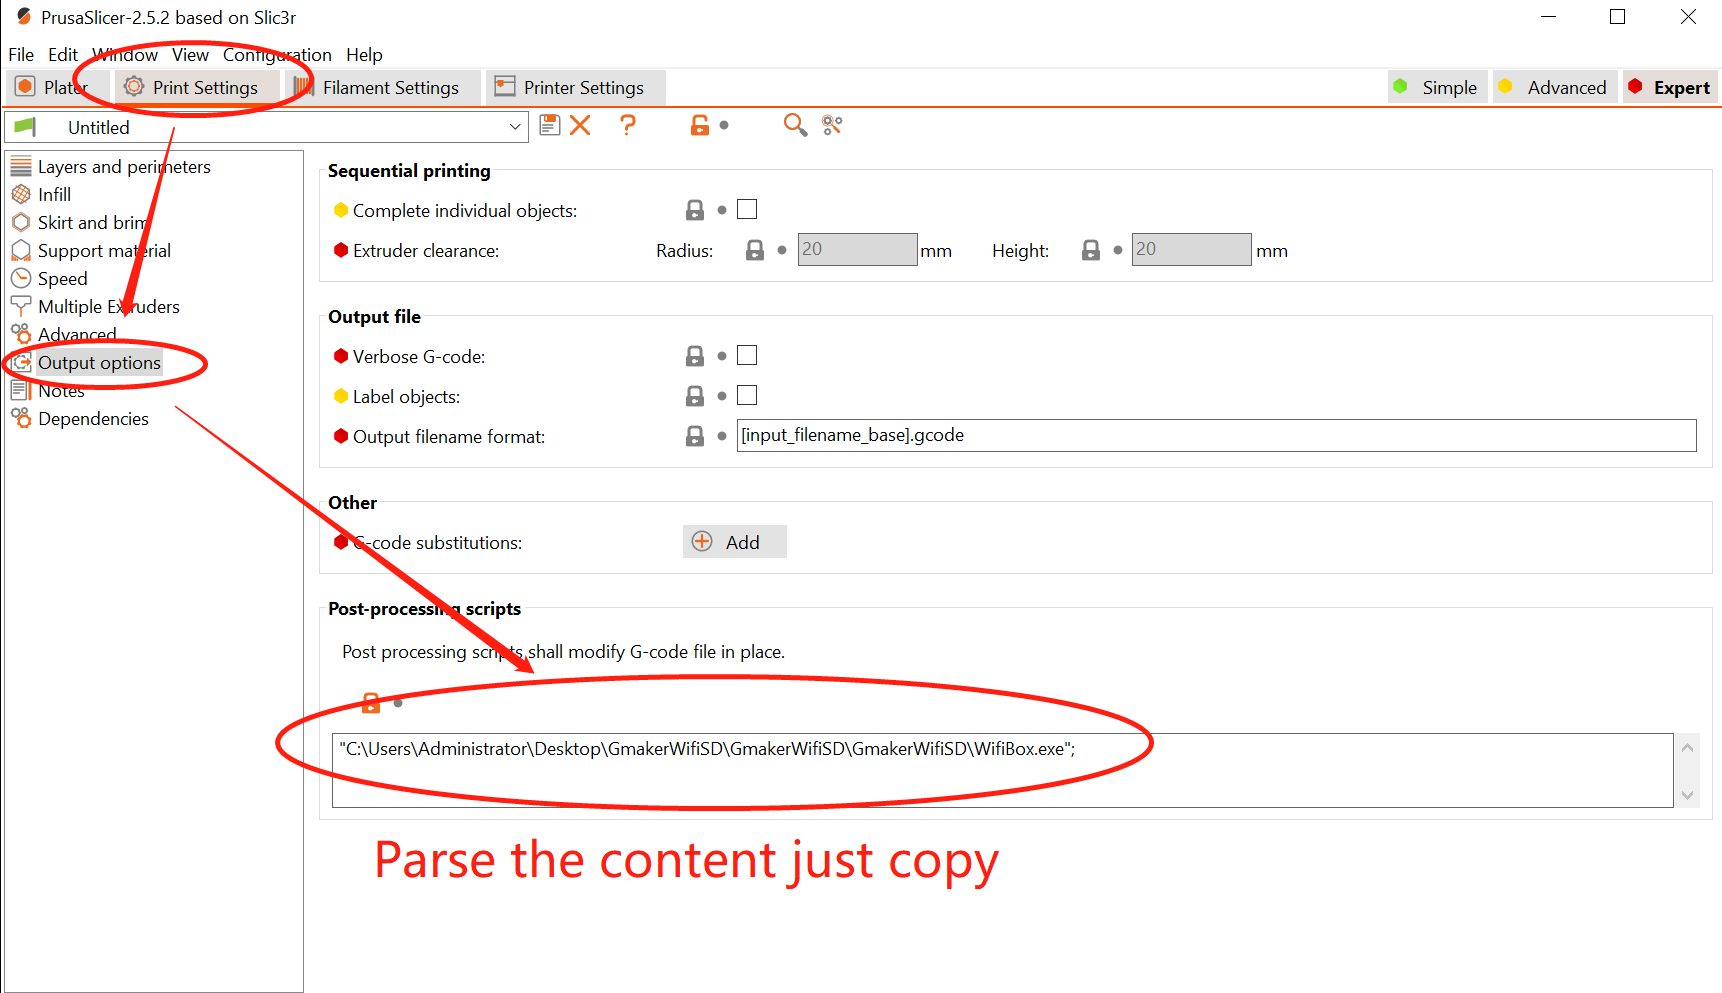 PrusaSlicer-2.5.2 based on Slic3r
File Edit Window View Configuration Help
Plater Print Settings Filament Settings Printer Settings Simple Advanced Expert
Untitled
Layers and perimeters
Infill
Skirt and brim
Support material
Speed
Multiple Extruders
Advanced
Output options
Notes
Dependencies
Sequential printing
Complete individual objects:
Extruder clearance: Radius: 20 mm Height: 20 mm
Output file
Verbose G-code:
Label objects:
Output filename format: [input_filename_base].gcode
Other
G-code substitutions: Add
Post-processing scripts
Post processing scripts shall modify G-code file in place.
"C:\Users\Administrator\Desktop\GmakerWifiSD\GmakerWifiSD\GmakerWifiSD\WifiBox.exe";
Parse the content just copy